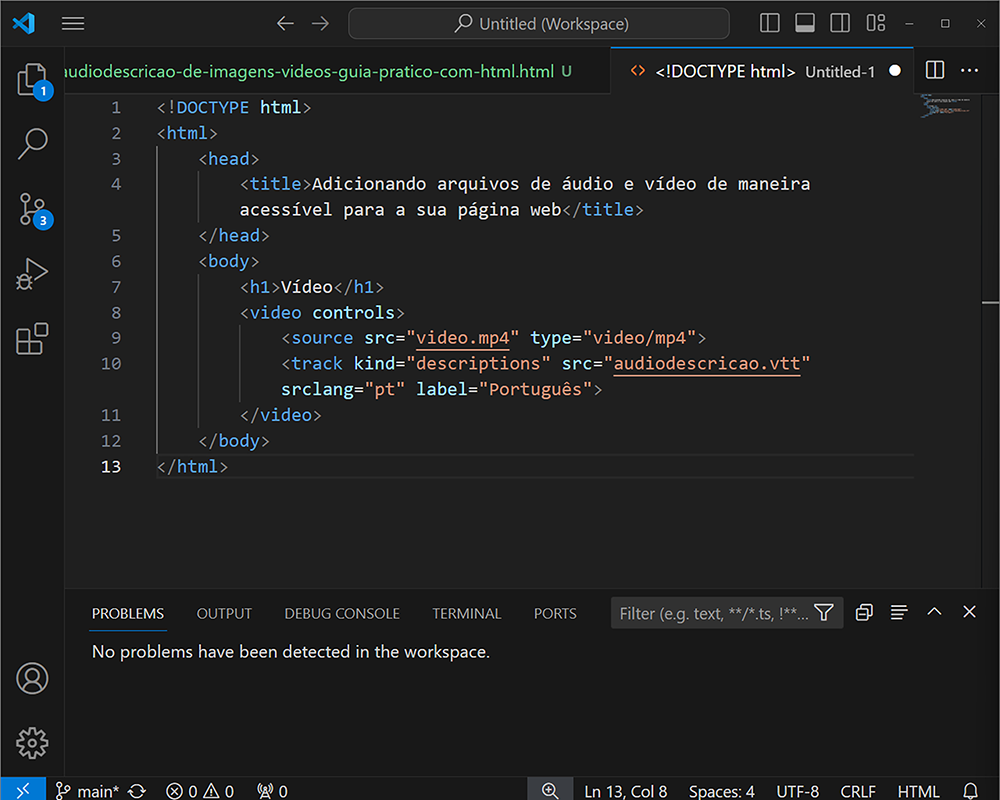 Untitled (Workspace)
audiodescricao-de-imagens-videos-guia-pratico-com-html.html U
<> <!DOCTYPE html> Untitled-1
1
3
1 <!DOCTYPE html>
2 <html>
3 <head>
4 <title>Adicionando arquivos de áudio e vídeo de maneira
acessível para a sua página web</title>
5 </head>
6 <body>
7 <h1>Vídeo</h1>
8 <video controls>
9 <source src="video.mp4" type="video/mp4">
10 <track kind="descriptions" src="audiodescricao.vtt"
srclang="pt" label="Português">
11 </video>
12 </body>
13 </html>
PROBLEMS OUTPUT DEBUG CONSOLE TERMINAL PORTS Filter (e.g. text, **/*.ts, !**...
No problems have been detected in the workspace.
main* 0 0 0 Ln 13, Col 8 Spaces: 4 UTF-8 CRLF HTML